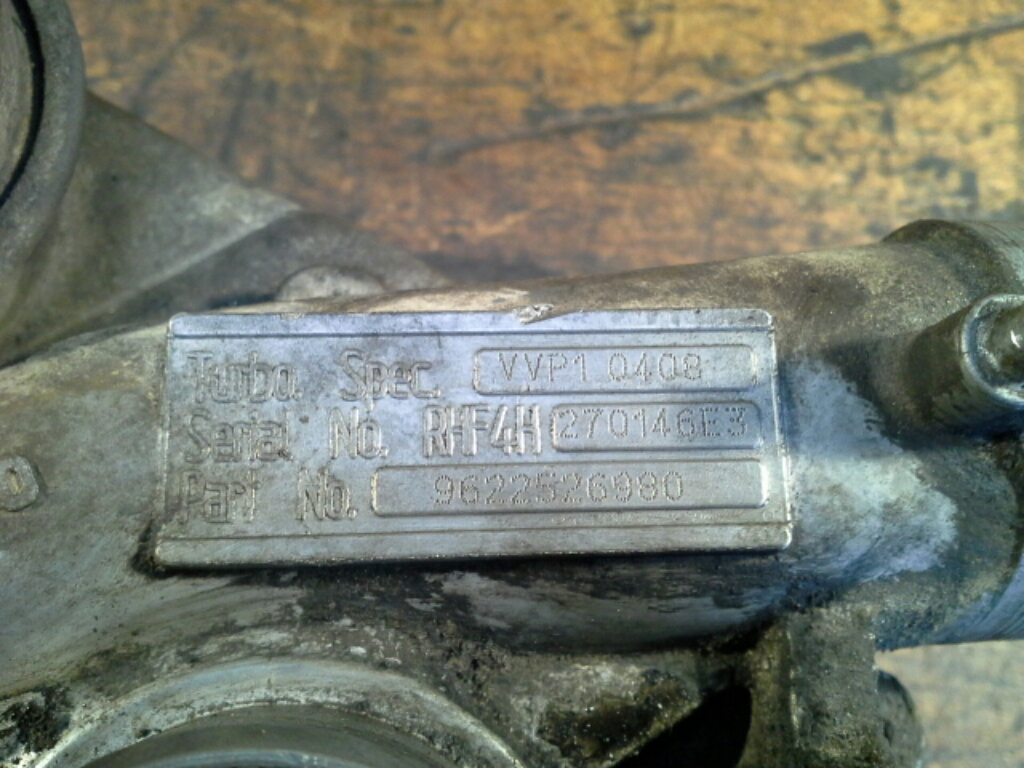 Turbo. Spec. VVP1 0408
Serial No. RHF4H 270146E3
Part No. 9622526980